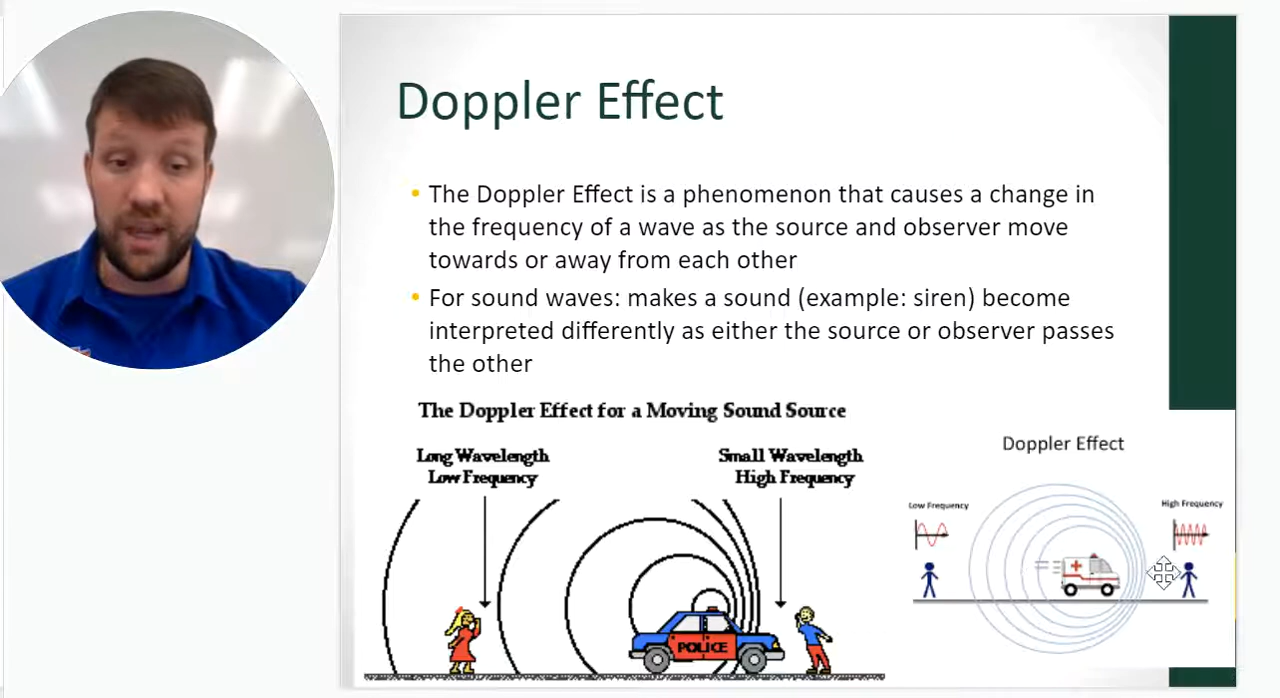 Doppler Effect
• The Doppler Effect is a phenomenon that causes a change in
the frequency of a wave as the source and observer move
towards or away from each other
• For sound waves: makes a sound (example: siren) become
interpreted differently as either the source or observer passes
the other
The Doppler Effect for a Moving Sound Source
Long Wavelength
Low Frequency
Small Wavelength
High Frequency
POLICE
Doppler Effect
Low Frequency
High Frequency